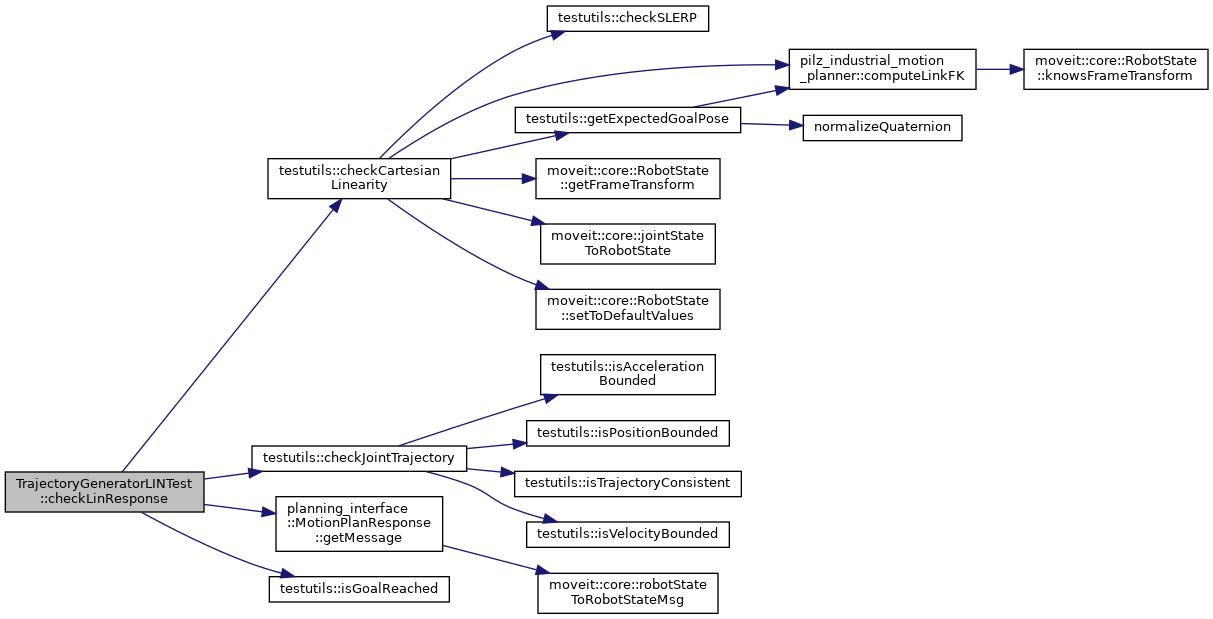 testutils::checkSLERP
pilz_industrial_motion
_planner::computeLinkFK
moveit::core::RobotState
::knowsFrameTransform
testutils::getExpectedGoalPose
normalizeQuaternion
testutils::checkCartesian
Linearity
moveit::core::RobotState
::getFrameTransform
moveit::core::jointState
ToRobotState
moveit::core::RobotState
::setToDefaultValues
testutils::isAcceleration
Bounded
testutils::isPositionBounded
testutils::checkJointTrajectory
testutils::isTrajectoryConsistent
TrajectoryGeneratorLINTest
::checkLinResponse
planning_interface
::MotionPlanResponse
::getMessage
testutils::isVelocityBounded
testutils::isGoalReached
moveit::core::robotState
ToRobotStateMsg